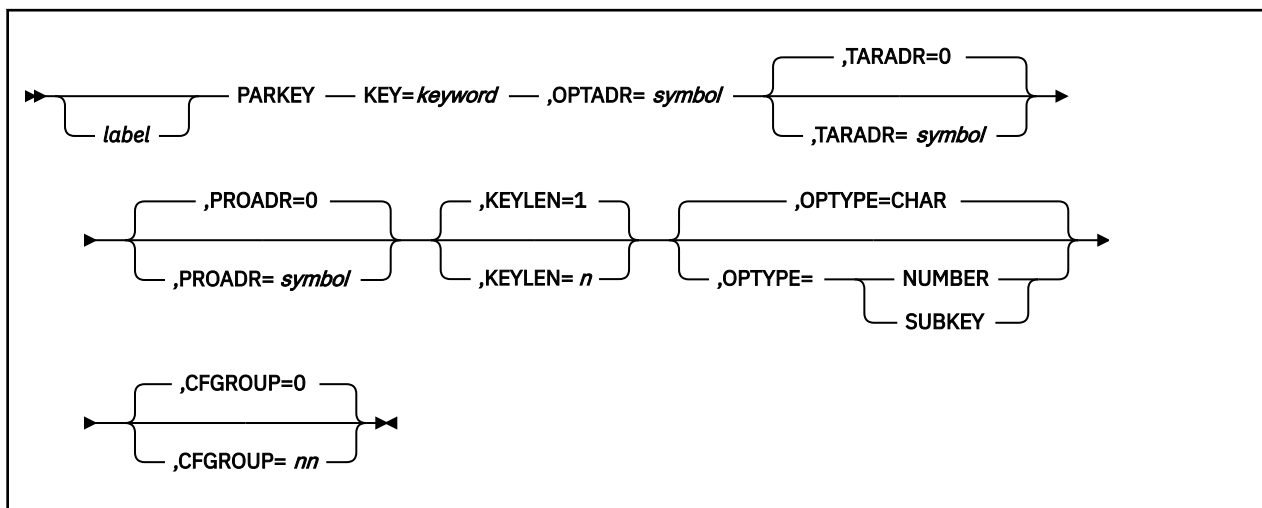 ,TARADR=0
PARKEY KEY=keyword ,OPTADR= symbol
label ,TARADR= symbol
,PROADR=0 ,KEYLEN=1 ,OPTYPE=CHAR
,PROADR= symbol ,KEYLEN= n ,OPTYPE= NUMBER
SUBKEY
,CFGROUP=0
,CFGROUP= nn